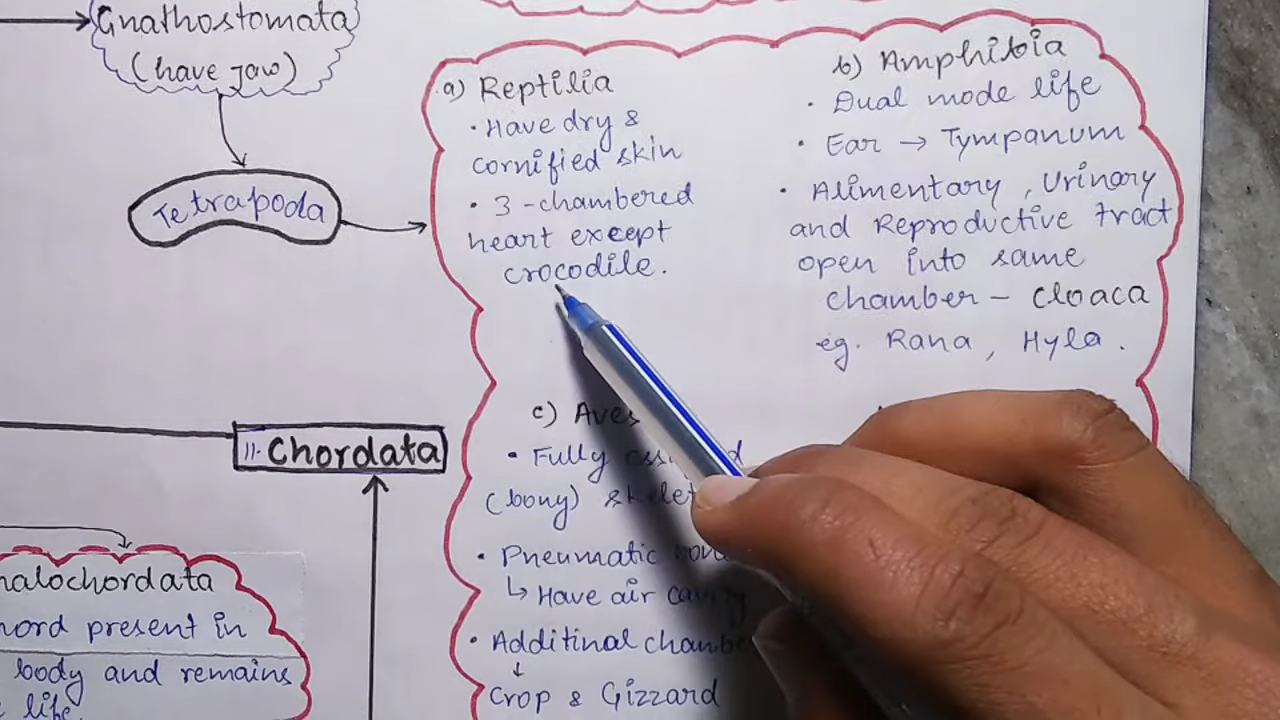 Gnathostomata
(have jaw)
Tetrapoda
a) Reptilia
• Have dry &
cornified skin
• 3-chambered
heart except
crocodile.
b) Amphibia
• Dual mode life
• Ear → Tympanum
• Alimentary, Urinary
and Reproductive tract
open into same
chamber - Cloaca
eg. Rana, Hyla.
c) Aves
• Fully
(bony)
• Pneumatic
↳ Have air
• Additinal
↓
Crop & Gizzard
II. Chordata
halochordata
hord present in
body and remains
life.